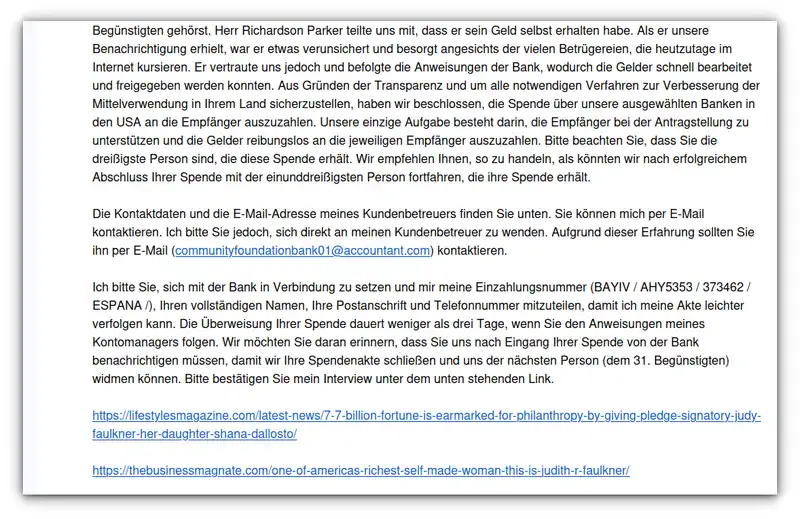 Begünstigten gehörst. Herr Richardson Parker teilte uns mit, dass er sein Geld selbst erhalten habe. Als er unsere
Benachrichtigung erhielt, war er etwas verunsichert und besorgt angesichts der vielen Betrügereien, die heutzutage im
Internet kursieren. Er vertraute uns jedoch und befolgte die Anweisungen der Bank, wodurch die Gelder schnell bearbeitet
und freigegeben werden konnten. Aus Gründen der Transparenz und um alle notwendigen Verfahren zur Verbesserung der
Mittelverwendung in Ihrem Land sicherzustellen, haben wir beschlossen, die Spende über unsere ausgewählten Banken in
den USA an die Empfänger auszuzahlen. Unsere einzige Aufgabe besteht darin, die Empfänger bei der Antragstellung zu
unterstützen und die Gelder reibungslos an die jeweiligen Empfänger auszuzahlen. Bitte beachten Sie, dass Sie die
dreißigste Person sind, die diese Spende erhält. Wir empfehlen Ihnen, so zu handeln, als könnten wir nach erfolgreichem
Abschluss Ihrer Spende mit der einunddreißigsten Person fortfahren, die ihre Spende erhält.
Die Kontaktdaten und die E-Mail-Adresse meines Kundenbetreuers finden Sie unten. Sie können mich per E-Mail
kontaktieren. Ich bitte Sie jedoch, sich direkt an meinen Kundenbetreuer zu wenden. Aufgrund dieser Erfahrung sollten Sie
ihn per E-Mail (communityfoundationbank01@accountant.com) kontaktieren.
Ich bitte Sie, sich mit der Bank in Verbindung zu setzen und mir meine Einzahlungsnummer (BAYIV / AHY5353 / 373462 /
ESPANA /), Ihren vollständigen Namen, Ihre Postanschrift und Telefonnummer mitzuteilen, damit ich meine Akte leichter
verfolgen kann. Die Überweisung Ihrer Spende dauert weniger als drei Tage, wenn Sie den Anweisungen meines
Kontomanagers folgen. Wir möchten Sie daran erinnern, dass Sie uns nach Eingang Ihrer Spende von der Bank
benachrichtigen müssen, damit wir Ihre Spendenakte schließen und uns der nächsten Person (dem 31. Begünstigten)
widmen können. Bitte bestätigen Sie mein Interview unter dem unten stehenden Link.
https://lifestylesmagazine.com/latest-news/7-7-billion-fortune-is-earmarked-for-philanthropy-by-giving-pledge-signatory-judy-
faulkner-her-daughter-shana-dallosto/
https://thebusinessmagnate.com/one-of-americas-richest-self-made-woman-this-is-judith-r-faulkner/